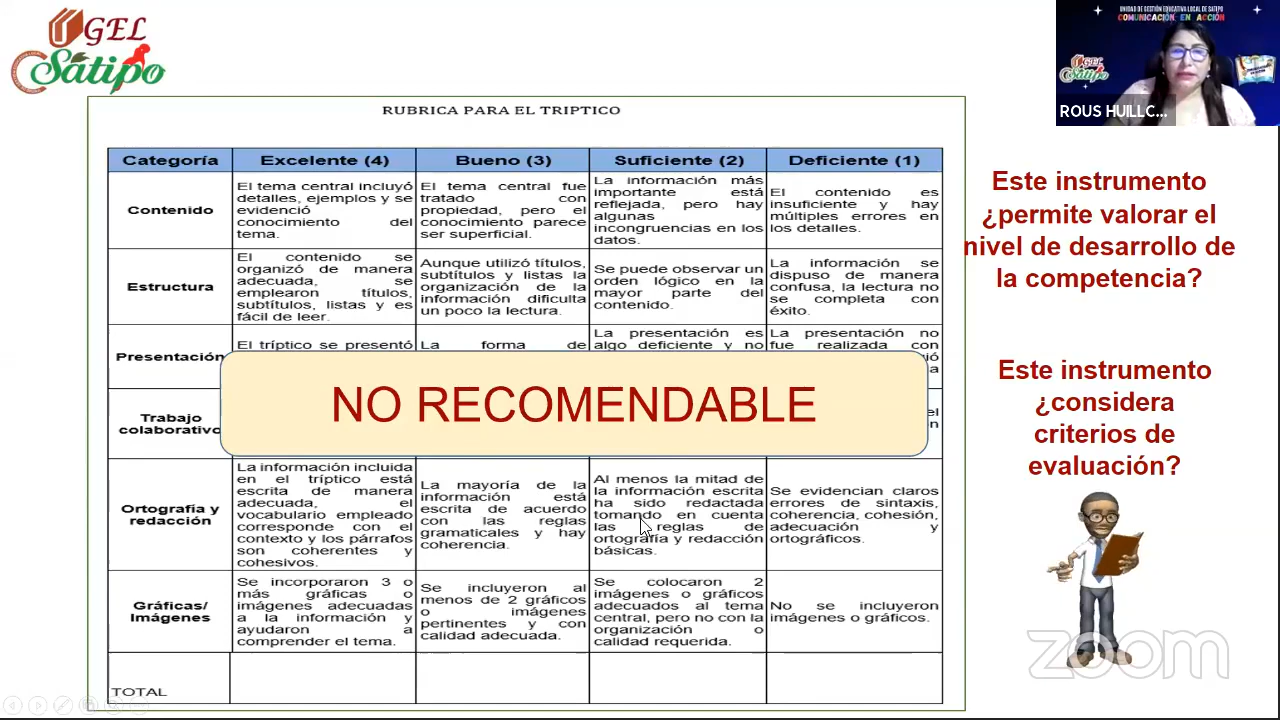 UGEL
Satipo
UNIDAD DE GESTIÓN EDUCATIVA LOCAL DE SATIPO
COMUNICACIÓN EN ACCIÓN
UGEL
Satipo
ROUS HUILLC...
RUBRICA PARA EL TRIPTICO
Categoría
Excelente (4)
Bueno (3)
Suficiente (2)
Deficiente (1)
Contenido
El tema central incluyó
detalles, ejemplos y se
evidenció el
conocimiento del
tema.
El tema central fue
tratado con
propiedad, pero el
conocimiento parece
ser superficial.
La información más
importante está
reflejada, pero hay
algunas
incongruencias en los
datos.
El contenido es
insuficiente y hay
múltiples errores en
los detalles.
Estructura
El contenido se
organizó de manera
adecuada, se
emplearon títulos,
subtítulos, listas y es
fácil de leer.
Aunque utilizó títulos,
subtítulos y listas la
organización de la
información dificulta
un poco la lectura.
Se puede observar un
orden lógico en la
mayor parte del
contenido.
La información se
dispuso de manera
confusa, la lectura no
se completa con
éxito.
Presentación
El tríptico se presentó
La forma de
La presentación es
algo deficiente y no
La presentación no
fue realizada con
Trabajo
colaborativo
NO RECOMENDABLE
Ortografía y
redacción
La información incluida
en el tríptico está
escrita de manera
adecuada, el
vocabulario empleado
corresponde con el
contexto y los párrafos
son coherentes y
cohesivos.
La mayoría de la
información está
escrita de acuerdo
con las reglas
gramaticales y hay
coherencia.
Al menos la mitad de
la información escrita
ha sido redactada
tomando en cuenta
las reglas de
ortografía y redacción
básicas.
Se evidencian claros
errores de sintaxis,
coherencia, cohesión,
adecuación y
ortográficos.
Gráficas/
Imágenes
Se incorporaron 3 o
más gráficas o
imágenes adecuadas
a la información y
ayudaron a
comprender el tema.
Se incluyeron al
menos de 2 gráficos
o imágenes
pertinentes y con
calidad adecuada.
Se colocaron 2
imágenes o gráficos
adecuados al tema
central, pero no con la
organización o
calidad requerida.
No se incluyeron
imágenes o gráficos.
TOTAL
Este instrumento
¿permite valorar el
nivel de desarrollo de
la competencia?
Este instrumento
¿considera
criterios de
evaluación?
zoom